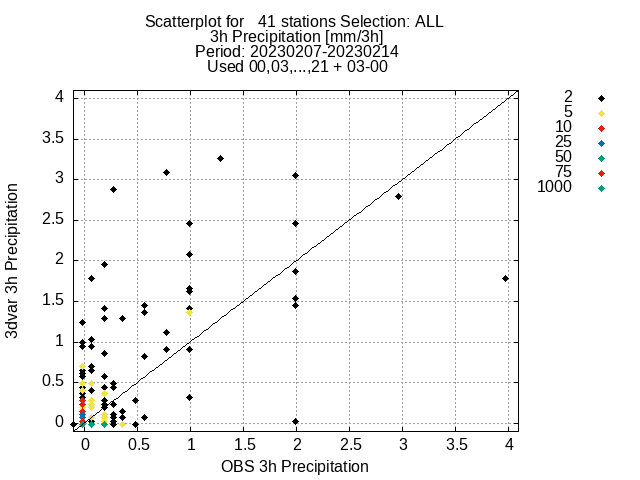 Scatterplot for   41 stations Selection: ALL
3h Precipitation [mm/3h]
Period: 20230207-20230214
Used 00,03,...,21 + 03-00
4
3.5
3
2.5
2
1.5
1
0.5
0
3dvar 3h Precipitation
0 0.5 1 1.5 2 2.5 3 3.5 4
OBS 3h Precipitation
2
5
10
25
50
75
1000